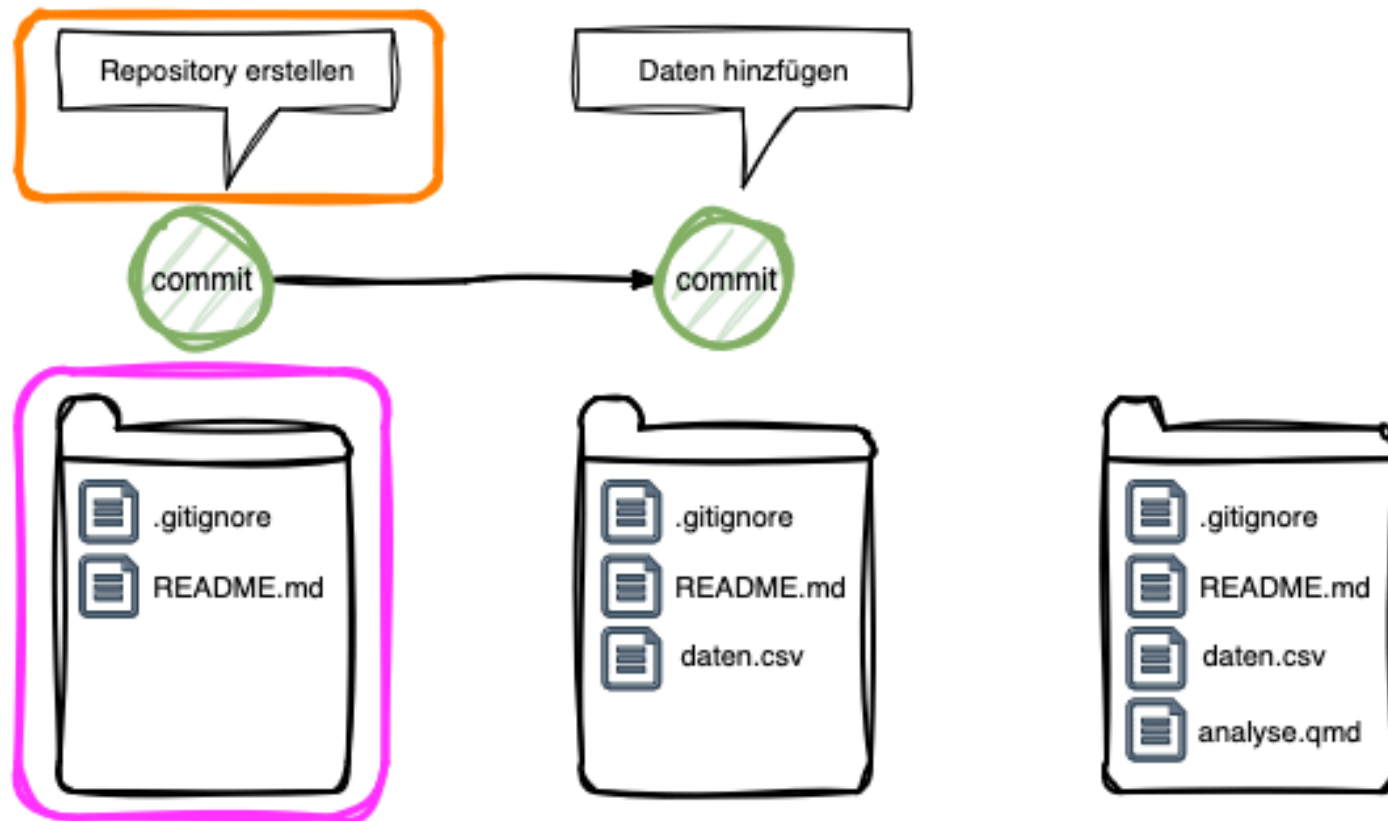 Repository erstellen
Daten hinzfügen
commit
commit
.gitignore
README.md
.gitignore
README.md
daten.csv
.gitignore
README.md
daten.csv
analyse.qmd